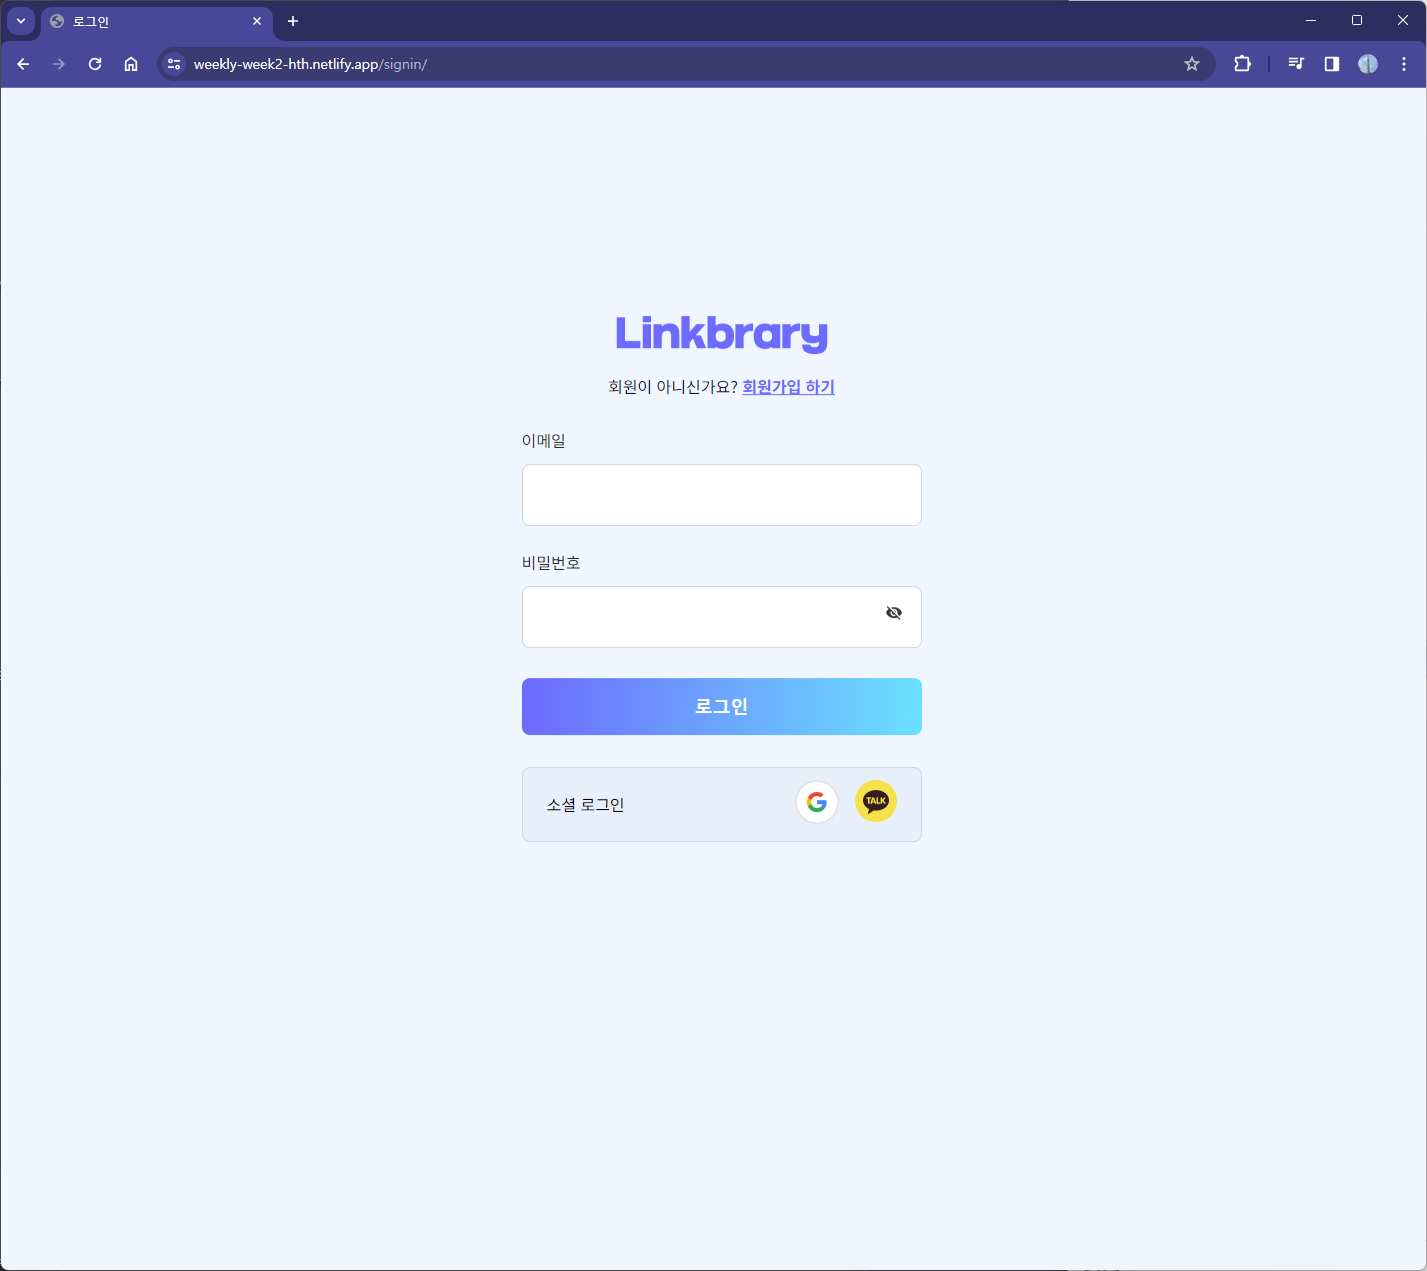 로그인
weekly-week2-hth.netlify.app/signin/
Linkbrary
회원이 아니신가요? 회원가입 하기
이메일
비밀번호
로그인
소셜 로그인
G
TALK